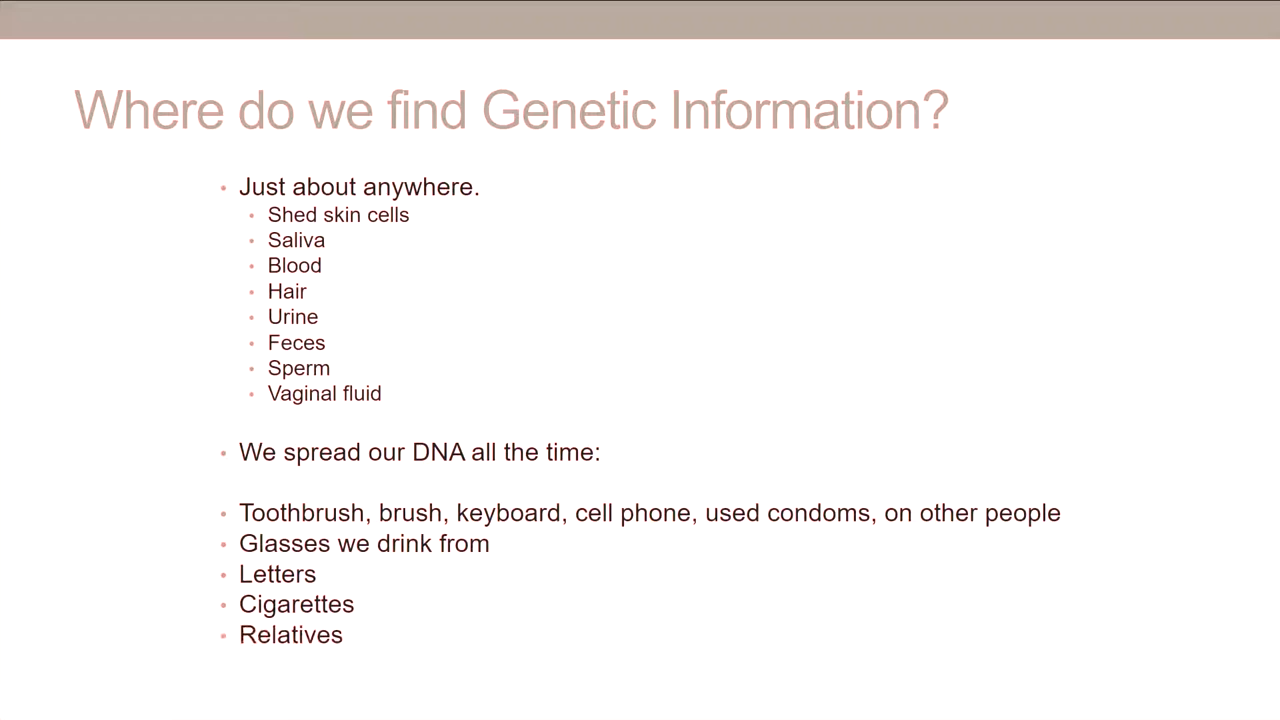 Where do we find Genetic Information?
• Just about anywhere.
• Shed skin cells
• Saliva
• Blood
• Hair
• Urine
• Feces
• Sperm
• Vaginal fluid
• We spread our DNA all the time:
• Toothbrush, brush, keyboard, cell phone, used condoms, on other people
• Glasses we drink from
• Letters
• Cigarettes
• Relatives